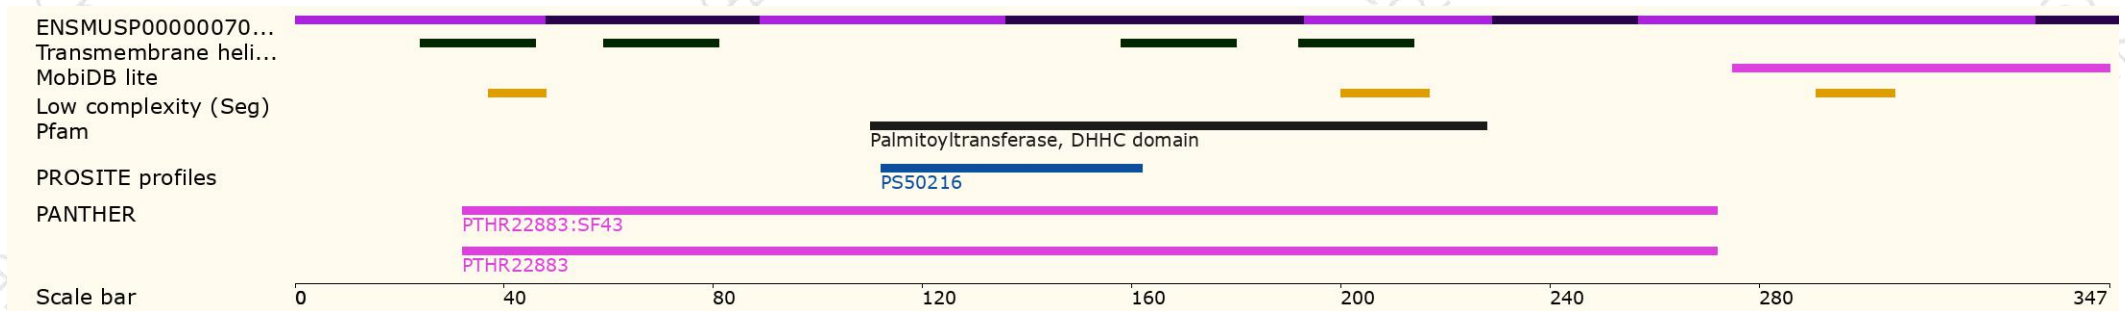 ENSMUSP00000070...
Transmembrane heli...
MobiDB lite
Low complexity (Seg)
Pfam
Palmitoyltransferase, DHHC domain
PROSITE profiles
PS50216
PANTHER
PTHR22883:SF43
PTHR22883
Scale bar 0 40 80 120 160 200 240 280 347